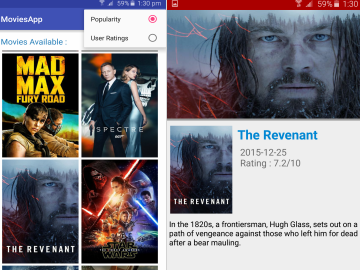 59% 1:30 pm
MoviesApp
Popularity
User Ratings
Movies Available :
MAD
MAX
FURY ROAD
SPECTRE
THE REVENANT
STAR
WARS
59% 1:30
The Revenant
2015-12-25
Rating : 7.2/10
THE REVENANT
In the 1820s, a frontiersman, Hugh Glass, sets out on a
path of vengeance against those who left him for dead
after a bear mauling.